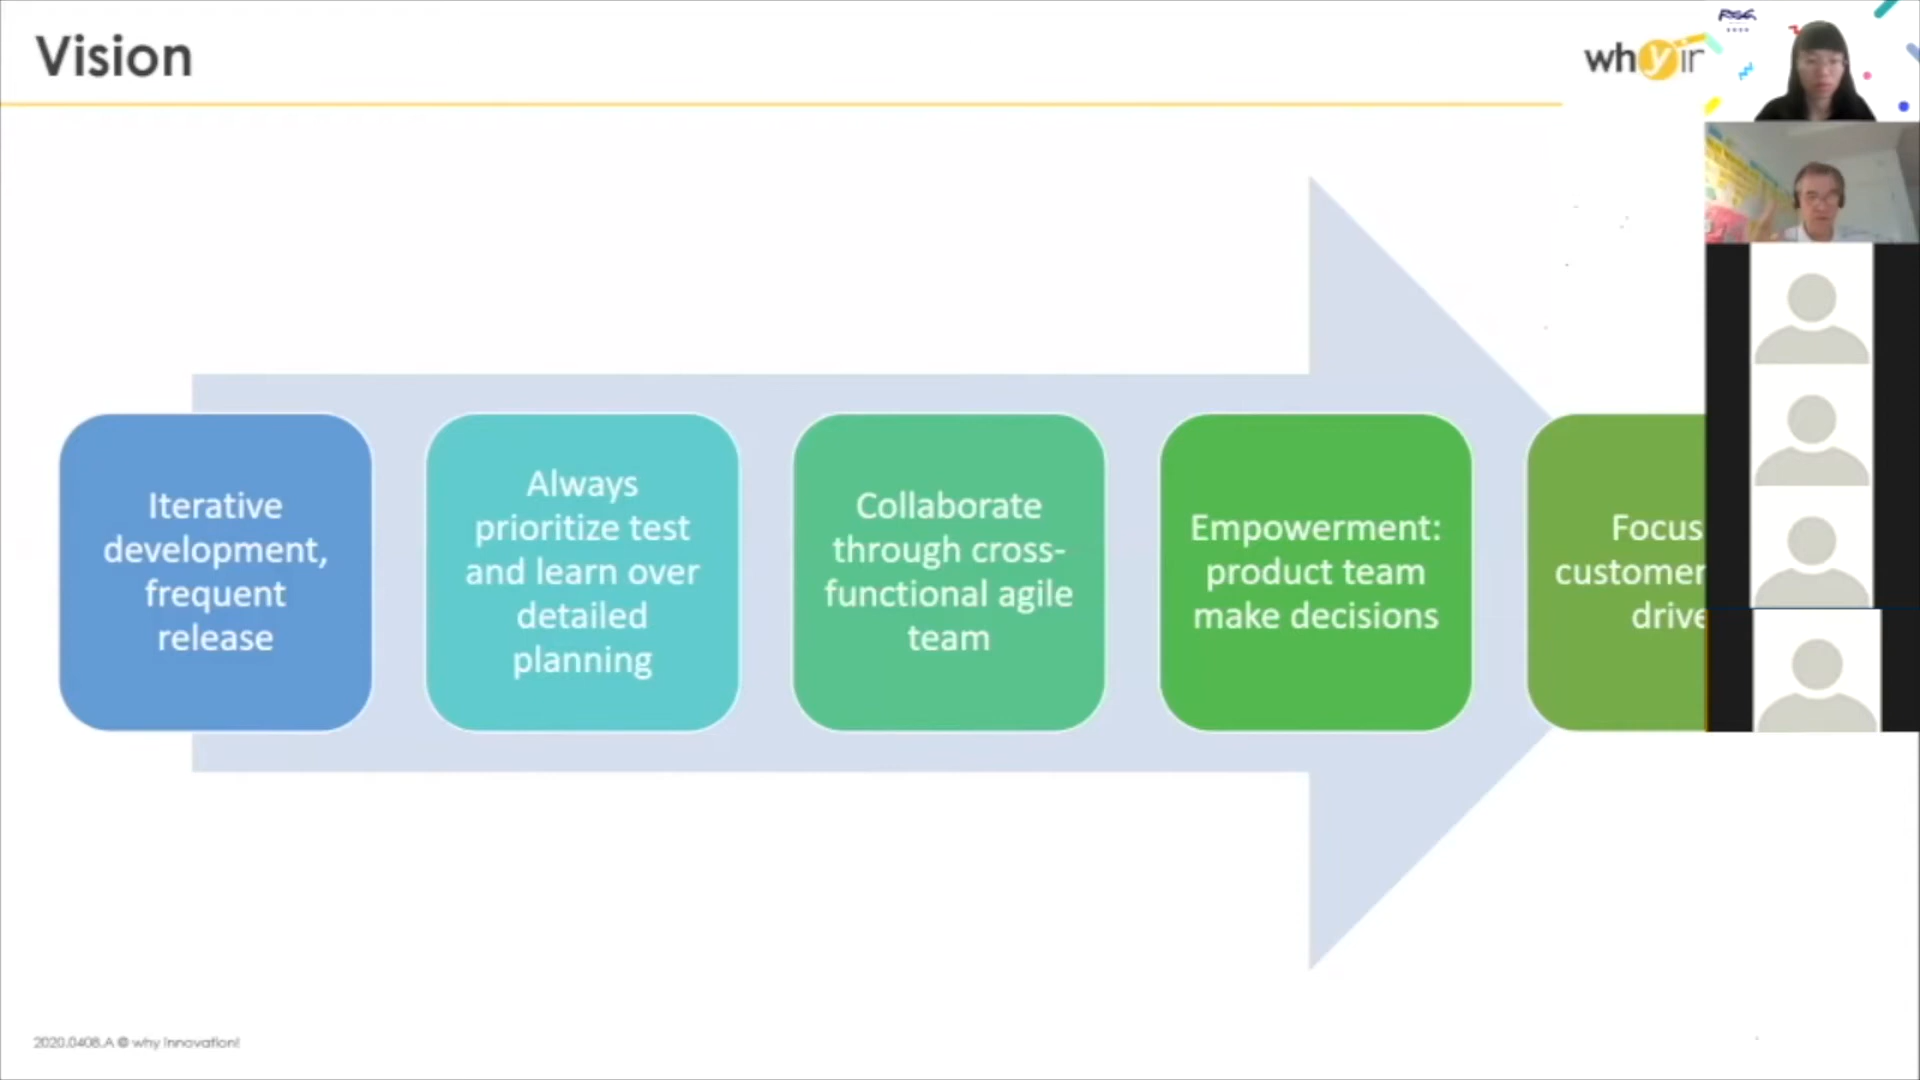 Vision
whyin
Iterative
development,
frequent
release
Always
prioritize test
and learn over
detailed
planning
Collaborate
through cross-
functional agile
team
Empowerment:
product team
make decisions
Focus
customer
drive
2020.0408.A @ why innovation!